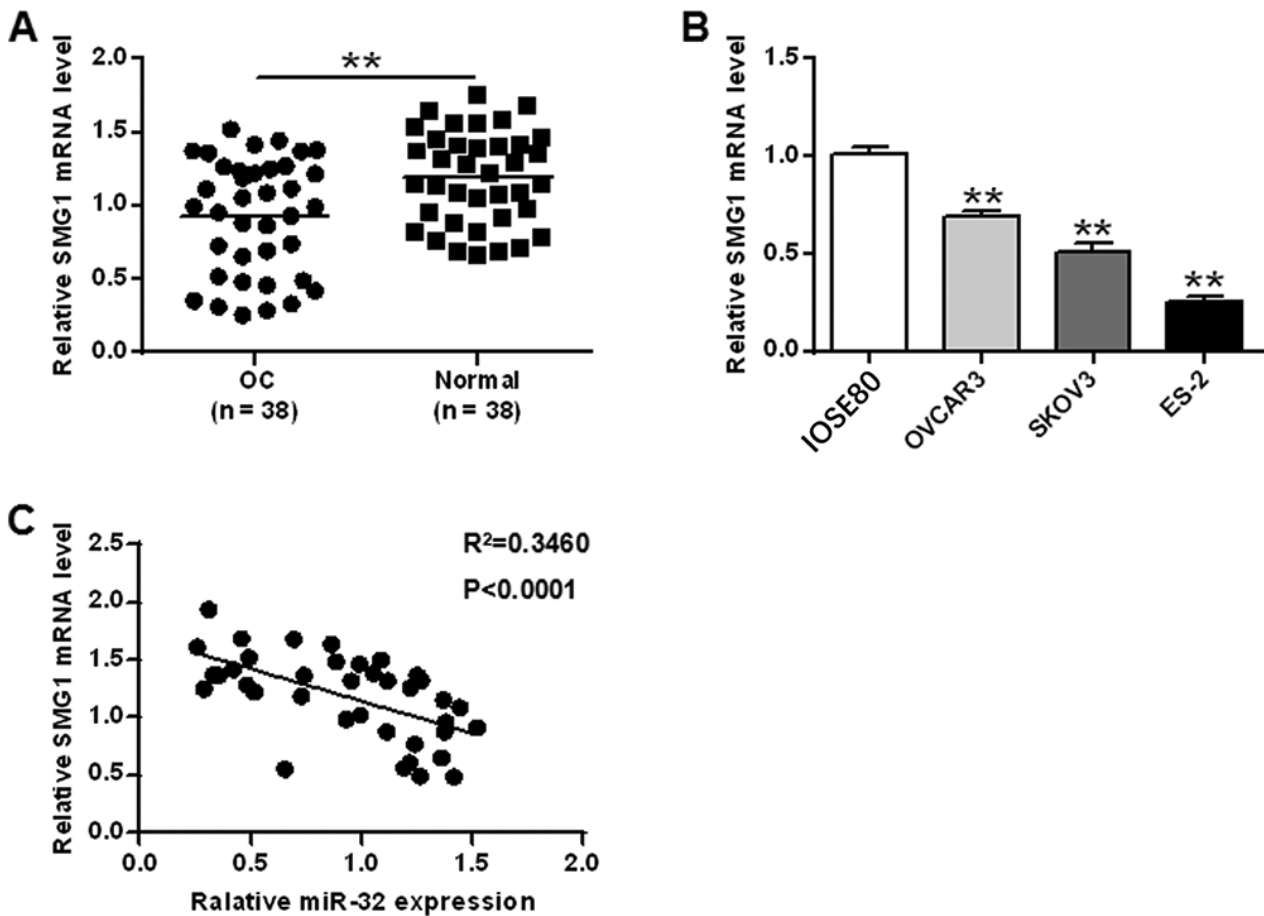 A
Relative SMG1 mRNA level
2.0
1.5
1.0
0.5
0.0
**
OC
(n = 38)
Normal
(n = 38)
B
Relative SMG1 mRNA level
1.5
1.0
0.5
0.0
**
**
**
IOSE80
OVCAR3
SKOV3
ES-2
C
Relative SMG1 mRNA level
2.5
2.0
1.5
1.0
0.5
0.0
R²=0.3460
P<0.0001
0.0
0.5
1.0
1.5
2.0
Ralative miR-32 expression